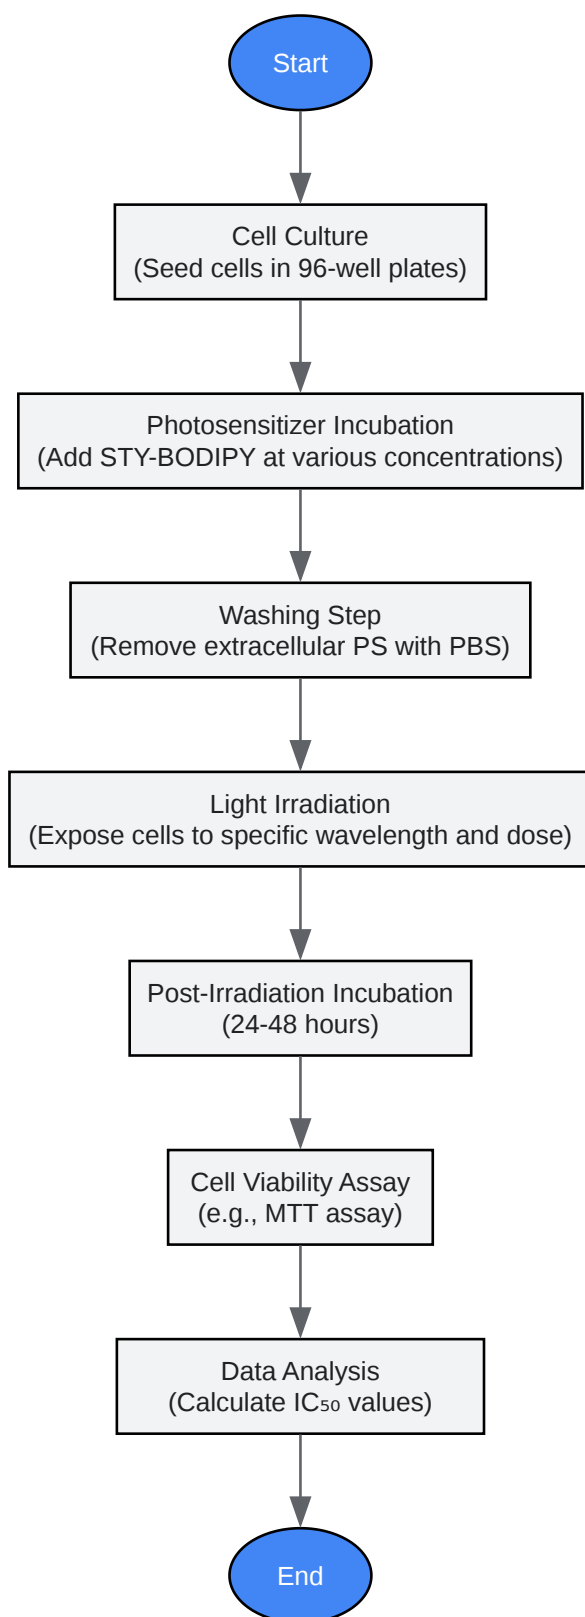 Start
Cell Culture
(Seed cells in 96-well plates)
Photosensitizer Incubation
(Add STY-BODIPY at various concentrations)
Washing Step
(Remove extracellular PS with PBS)
Light Irradiation
(Expose cells to specific wavelength and dose)
Post-Irradiation Incubation
(24-48 hours)
Cell Viability Assay
(e.g., MTT assay)
Data Analysis
(Calculate IC₅₀ values)
End